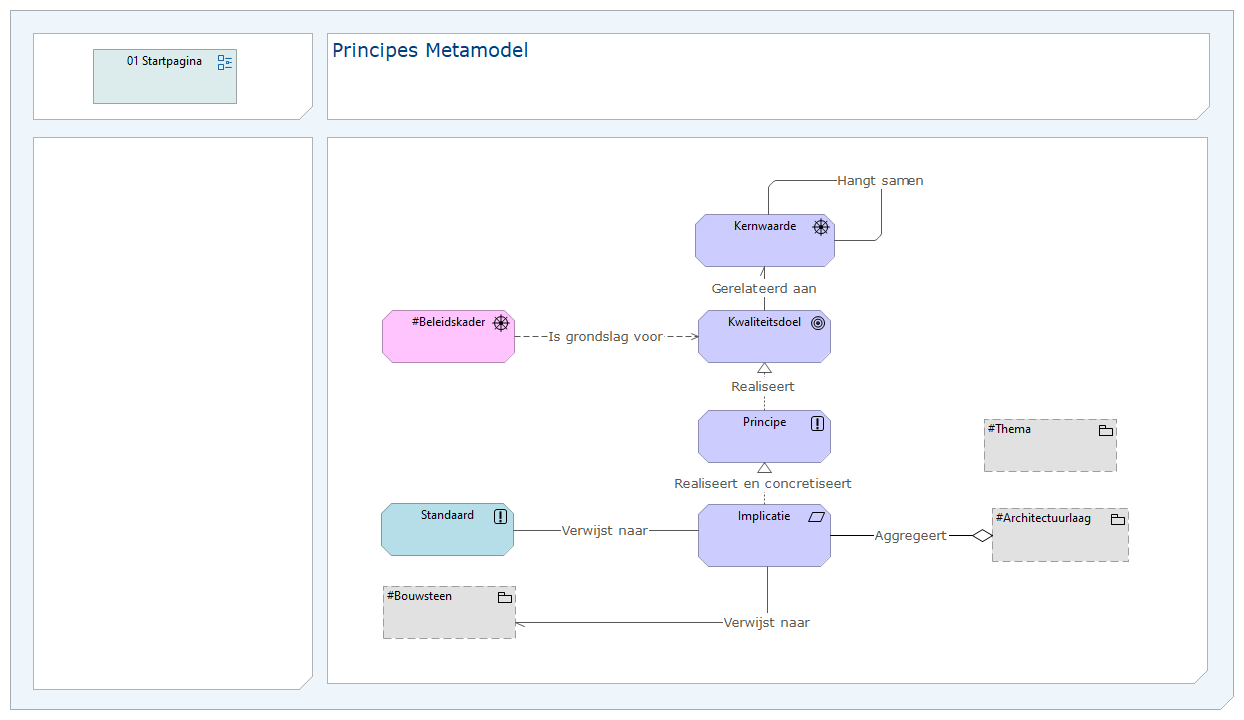 01 Startpagina
Principes Metamodel
Hangt samen
Kernwaarde
Gerelateerd aan
#Beleidskader
Is grondslag voor
Kwaliteitsdoel
Realiseert
Principe
#Thema
Realiseert en concretiseert
Standaard
Verwijst naar
Implicatie
Aggregeert
#Architectuurlaag
#Bouwsteen
Verwijst naar